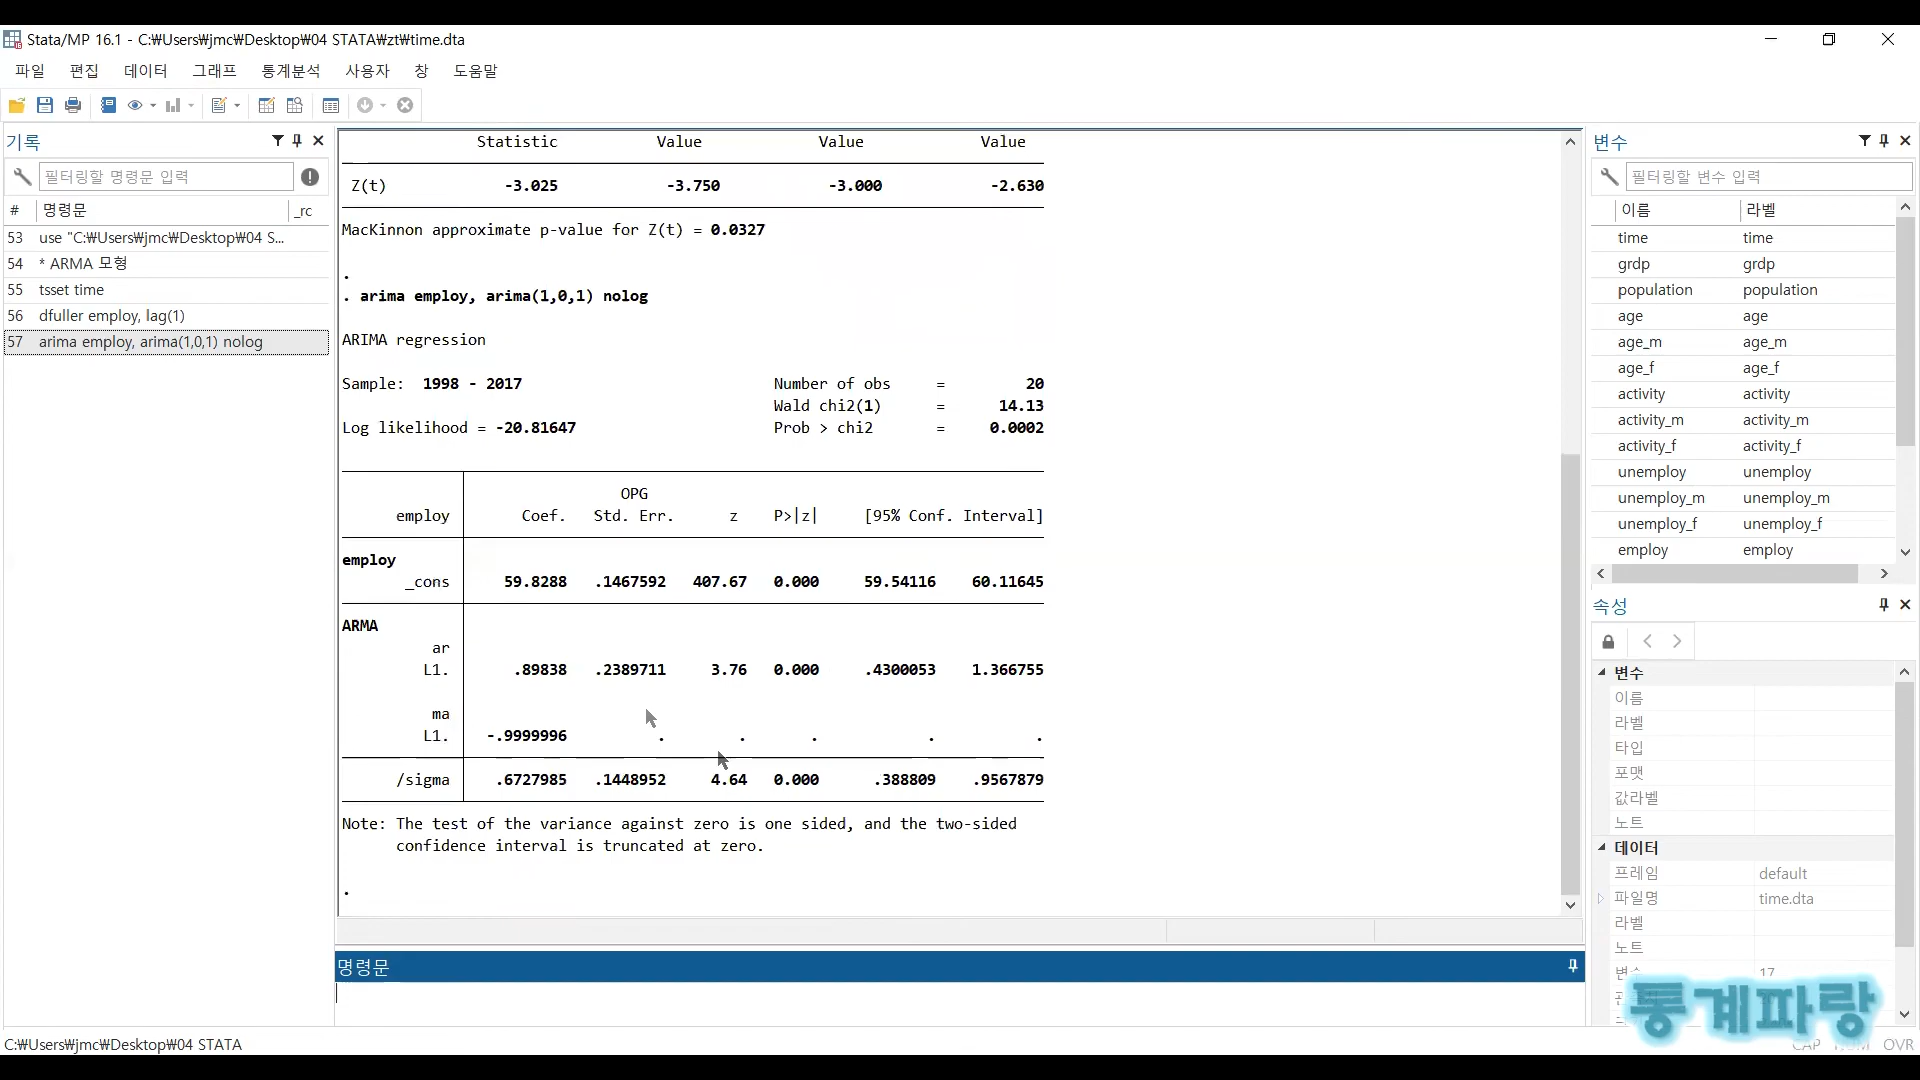 Stata/MP 16.1 - C:₩Users₩jmc₩Desktop₩04 STATA₩zt₩time.dta
파일 편집 데이터 그래프 통계분석 사용자 창 도움말
기록
필터링할 명령문 입력
# 명령문 _rc
53 use "C:₩Users₩jmc₩Desktop₩04 S...
54 * ARMA 모형
55 tsset time
56 dfuller employ, lag(1)
57 arima employ, arima(1,0,1) nolog
Statistic Value Value Value
Z(t) -3.025 -3.750 -3.000 -2.630
MacKinnon approximate p-value for Z(t) = 0.0327
.
. arima employ, arima(1,0,1) nolog
ARIMA regression
Sample: 1998 - 2017 Number of obs = 20
Wald chi2(1) = 14.13
Log likelihood = -20.81647 Prob > chi2 = 0.0002
OPG
employ Coef. Std. Err. z P>|z| [95% Conf. Interval]
employ
_cons 59.8288 .1467592 407.67 0.000 59.54116 60.11645
ARMA
ar
L1. .89838 .2389711 3.76 0.000 .4300053 1.366755
ma
L1. -.9999996 . . . . .
/sigma .6727985 .1448952 4.64 0.000 .388809 .9567879
Note: The test of the variance against zero is one sided, and the two-sided
confidence interval is truncated at zero.
.
명령문
변수
필터링할 변수 입력
이름 라벨
time time
grdp grdp
population population
age age
age_m age_m
age_f age_f
activity activity
activity_m activity_m
activity_f activity_f
unemploy unemploy
unemploy_m unemploy_m
unemploy_f unemploy_f
employ employ
속성
변수
이름
라벨
타입
포맷
값라벨
노트
데이터
프레임 default
파일명 time.dta
라벨
노트
변수 17
통계파랑
C:₩Users₩jmc₩Desktop₩04 STATA
CAP NUM OVR